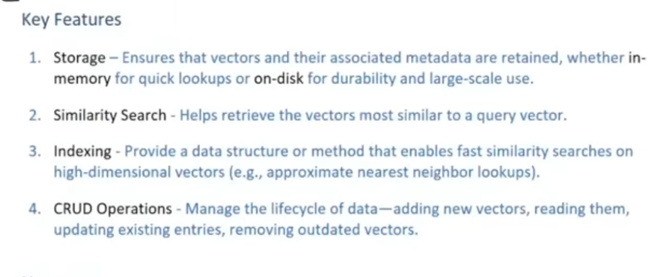 Key Features
1. Storage – Ensures that vectors and their associated metadata are retained, whether in-
memory for quick lookups or on-disk for durability and large-scale use.
2. Similarity Search - Helps retrieve the vectors most similar to a query vector.
3. Indexing - Provide a data structure or method that enables fast similarity searches on
high-dimensional vectors (e.g., approximate nearest neighbor lookups).
4. CRUD Operations - Manage the lifecycle of data—adding new vectors, reading them,
updating existing entries, removing outdated vectors.